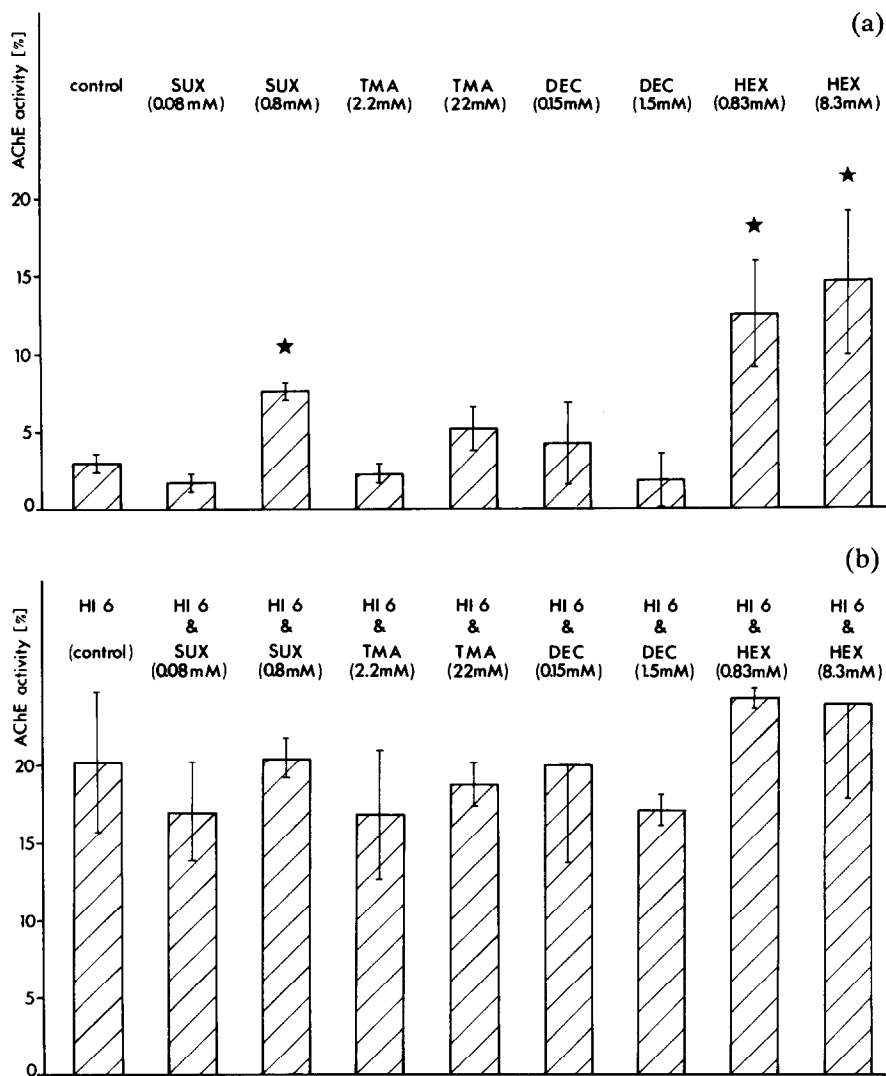 (a)
AChE activity [%]
control SUX SUX TMA TMA DEC DEC HEX HEX
(0.08mM) (0.8mM) (2.2mM) (22mM) (0.15mM) (1.5mM) (0.83mM) (8.3mM)
20
15
10
5
0
(b)
AChE activity [%]
HI 6 HI 6 HI 6 HI 6 HI 6 HI 6 HI 6 HI 6 HI 6
& & & & & & & &
(control) SUX SUX TMA TMA DEC DEC HEX HEX
(0.08mM) (0.8mM) (2.2mM) (22mM) (0.15mM) (1.5mM) (0.83mM) (8.3mM)
20
15
10
5
0